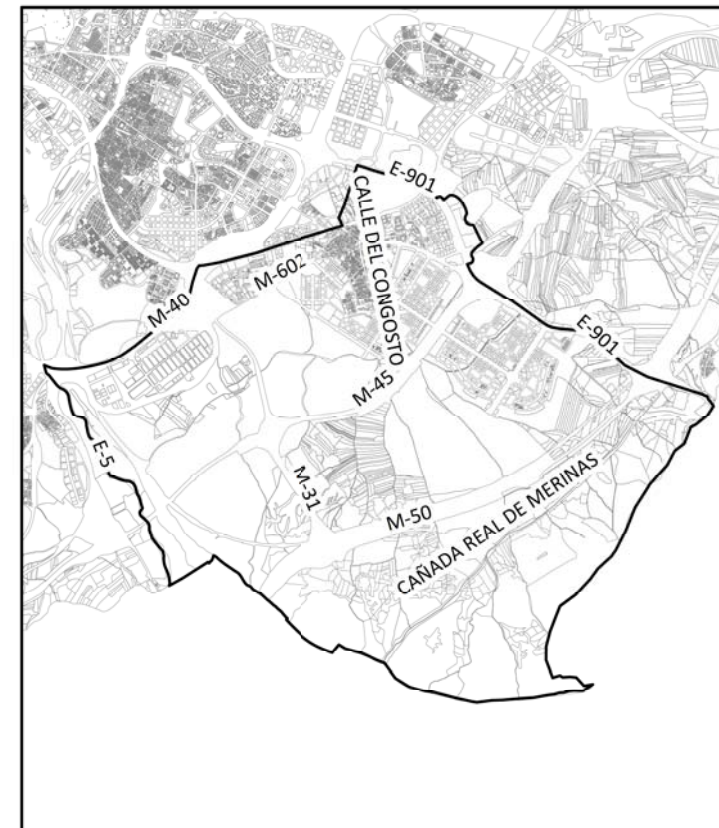 E-901
CALLE DEL CONGOSTO
M-602
M-40
E-901
M-45
E-5
M-31
M-50
CAÑADA REAL DE MERINAS